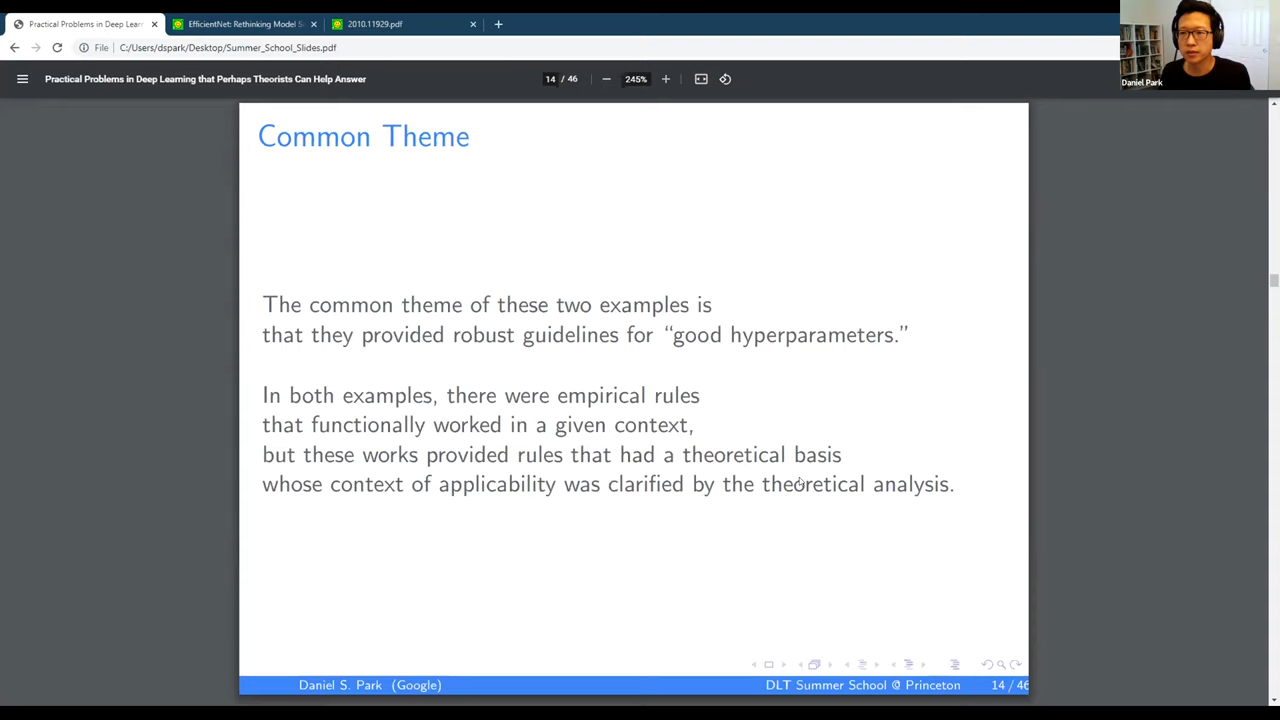 Practical Problems in Deep Lear
EfficientNet: Rethinking Model S
2010.11929.pdf
File
C:/Users/dspark/Desktop/Summer_School_Slides.pdf
Practical Problems in Deep Learning that Perhaps Theorists Can Help Answer
14 / 46
245%
Daniel Park
Common Theme
The common theme of these two examples is
that they provided robust guidelines for “good hyperparameters.”
In both examples, there were empirical rules
that functionally worked in a given context,
but these works provided rules that had a theoretical basis
whose context of applicability was clarified by the theoretical analysis.
Daniel S. Park (Google)
DLT Summer School @ Princeton
14 / 46